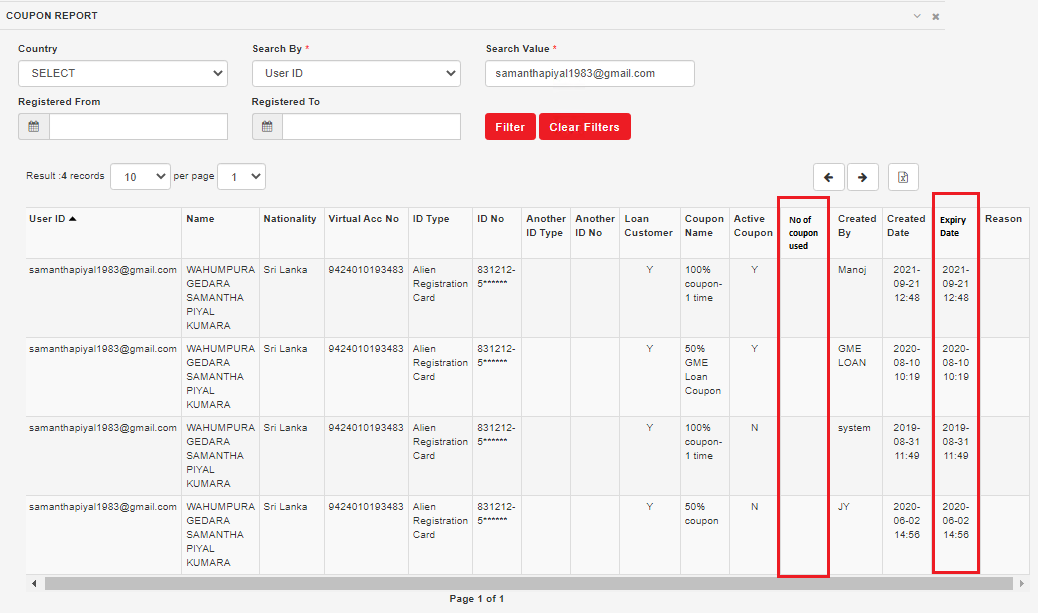 COUPON REPORT
Country
Search By *
Search Value *
SELECT
User ID
samanthapiyal1983@gmail.com
Registered From
Registered To
Filter
Clear Filters
Result :4 records 10 per page 1
User ID Name Nationality Virtual Acc No ID Type ID No Another ID Type Another ID No Loan Customer Coupon Name Active Coupon No of coupon used Created By Created Date Expiry Date Reason
samanthapiyal1983@gmail.com WAHUMPURA GEDARA SAMANTHA PIYAL KUMARA Sri Lanka 9424010193483 Alien Registration Card 831212-5****** Y 100% coupon-1 time Y Manoj 2021-09-21 12:48 2021-09-21 12:48
samanthapiyal1983@gmail.com WAHUMPURA GEDARA SAMANTHA PIYAL KUMARA Sri Lanka 9424010193483 Alien Registration Card 831212-5****** Y 50% GME Loan Coupon Y GME LOAN 2020-08-10 10:19 2020-08-10 10:19
samanthapiyal1983@gmail.com WAHUMPURA GEDARA SAMANTHA PIYAL KUMARA Sri Lanka 9424010193483 Alien Registration Card 831212-5****** Y 100% coupon-1 time N system 2019-08-31 11:49 2019-08-31 11:49
samanthapiyal1983@gmail.com WAHUMPURA GEDARA SAMANTHA PIYAL KUMARA Sri Lanka 9424010193483 Alien Registration Card 831212-5****** Y 50% coupon N JY 2020-06-02 14:56 2020-06-02 14:56
Page 1 of 1